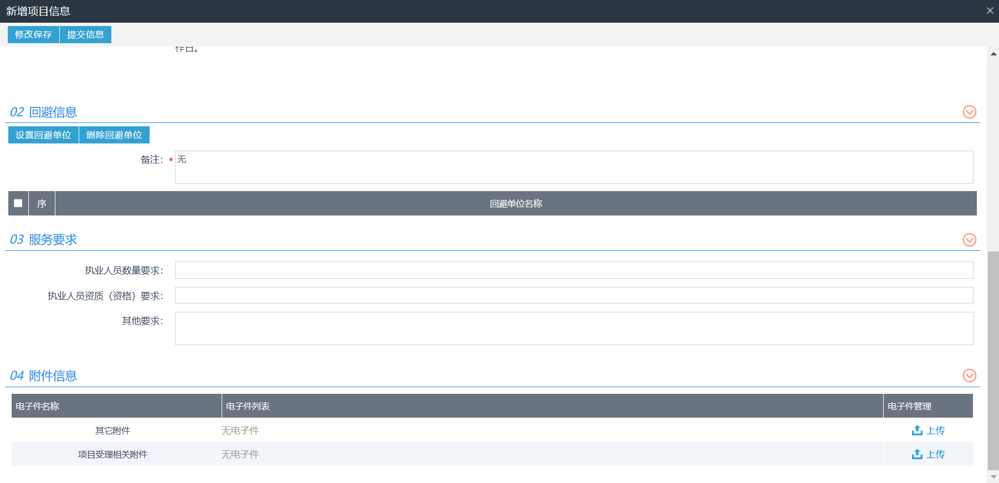 新增项目信息
修改保存 提交信息
作日。
02 回避信息
设置回避单位 删除回避单位
备注：* 无
序 回避单位名称
03 服务要求
执业人员数量要求：
执业人员资质（资格）要求：
其他要求：
04 附件信息
电子件名称 电子件列表 电子件管理
其它附件 无电子件 上传
项目受理相关附件 无电子件 上传